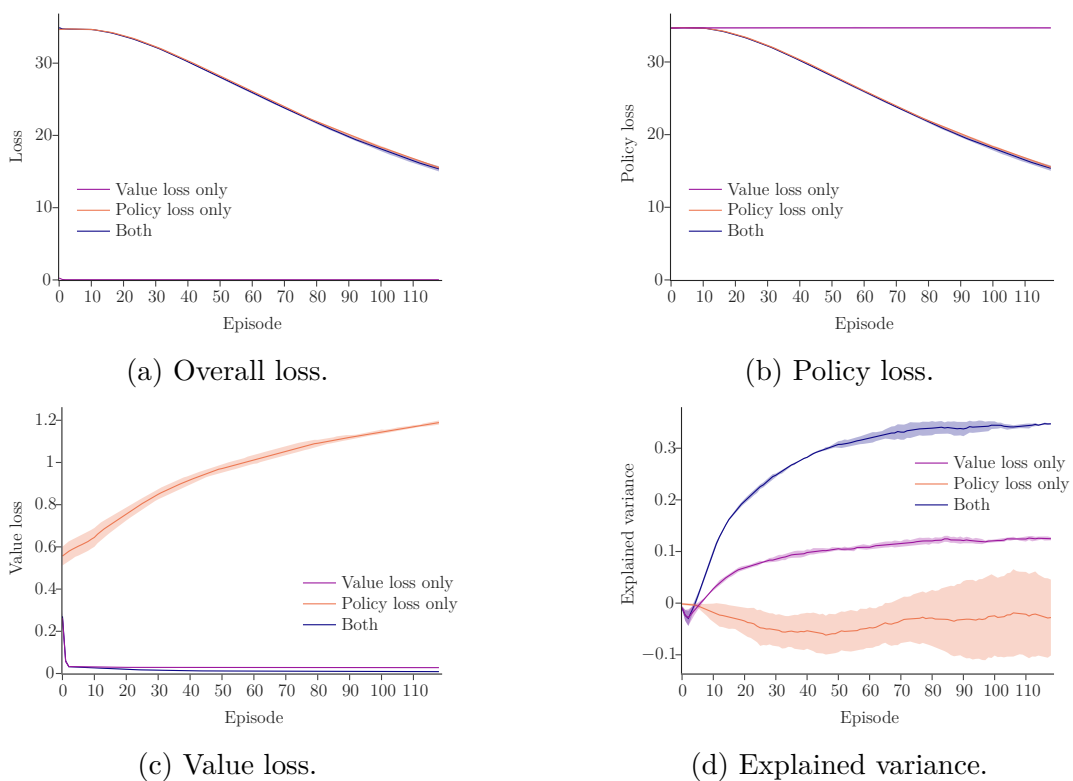 30
20
10
0
Loss
Value loss only
Policy loss only
Both
0 10 20 30 40 50 60 70 80 90 100 110
Episode
(a) Overall loss.
30
20
10
0
Policy loss
Value loss only
Policy loss only
Both
0 10 20 30 40 50 60 70 80 90 100 110
Episode
(b) Policy loss.
1.2
1
0.8
0.6
0.4
0.2
0
Value loss
Value loss only
Policy loss only
Both
0 10 20 30 40 50 60 70 80 90 100 110
Episode
(c) Value loss.
0.3
0.2
0.1
0
−0.1
Explained variance
Value loss only
Policy loss only
Both
0 10 20 30 40 50 60 70 80 90 100 110
Episode
(d) Explained variance.